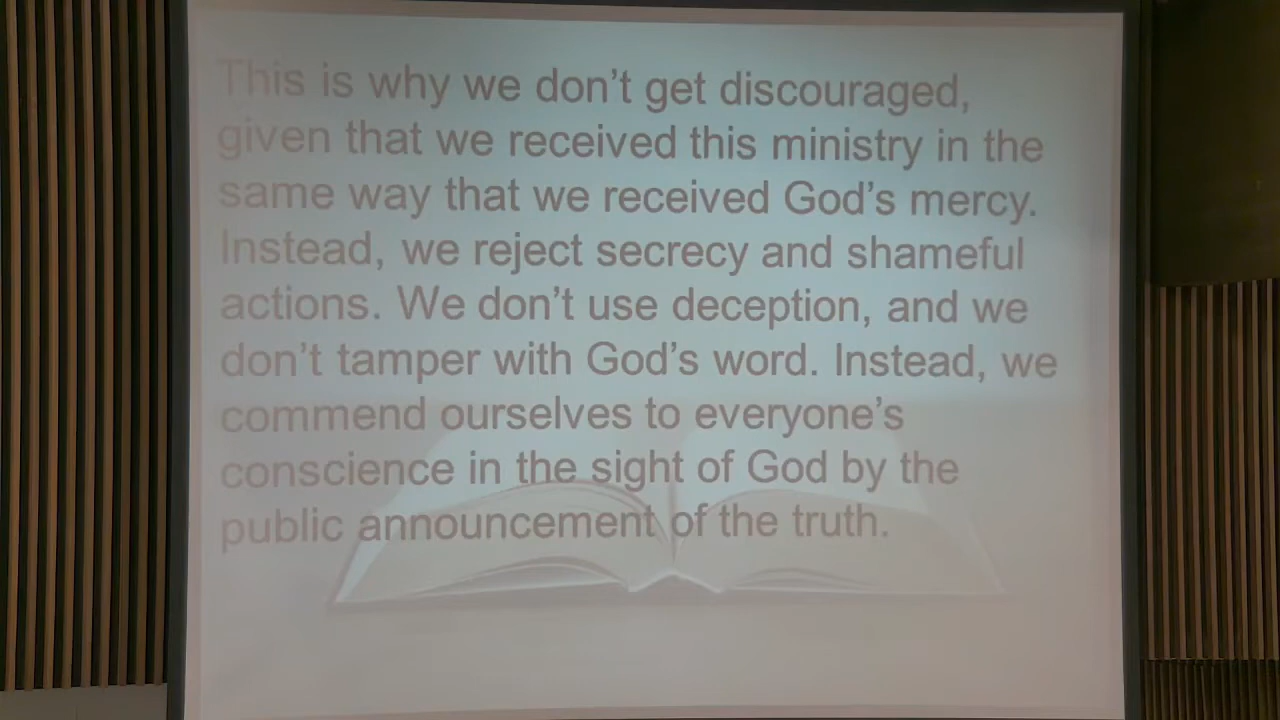 This is why we don't get discouraged,
given that we received this ministry in the
same way that we received God's mercy.
Instead, we reject secrecy and shameful
actions. We don't use deception, and we
don't tamper with God's word. Instead, we
commend ourselves to everyone's
conscience in the sight of God by the
public announcement of the truth.